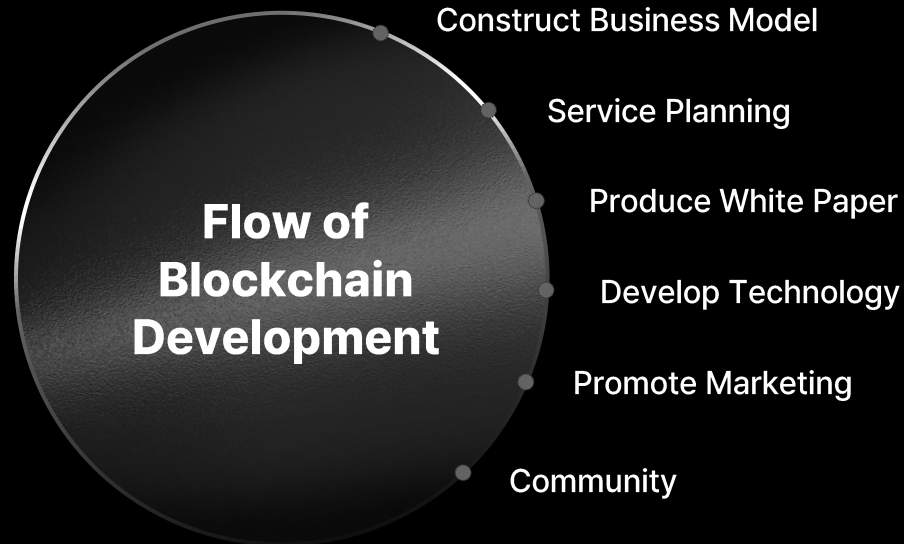 Construct Business Model
Service Planning
Produce White Paper
Flow of
Blockchain
Development
Develop Technology
Promote Marketing
Community